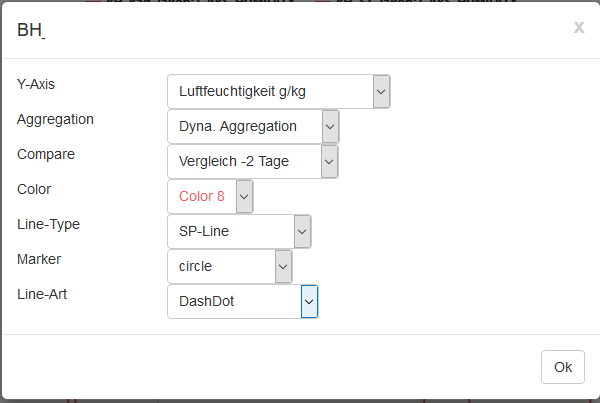 BH_
x
Y-Axis Luftfeuchtigkeit g/kg
Aggregation Dyna. Aggregation
Compare Vergleich -2 Tage
Color Color 8
Line-Type SP-Line
Marker circle
Line-Art DashDot
Ok